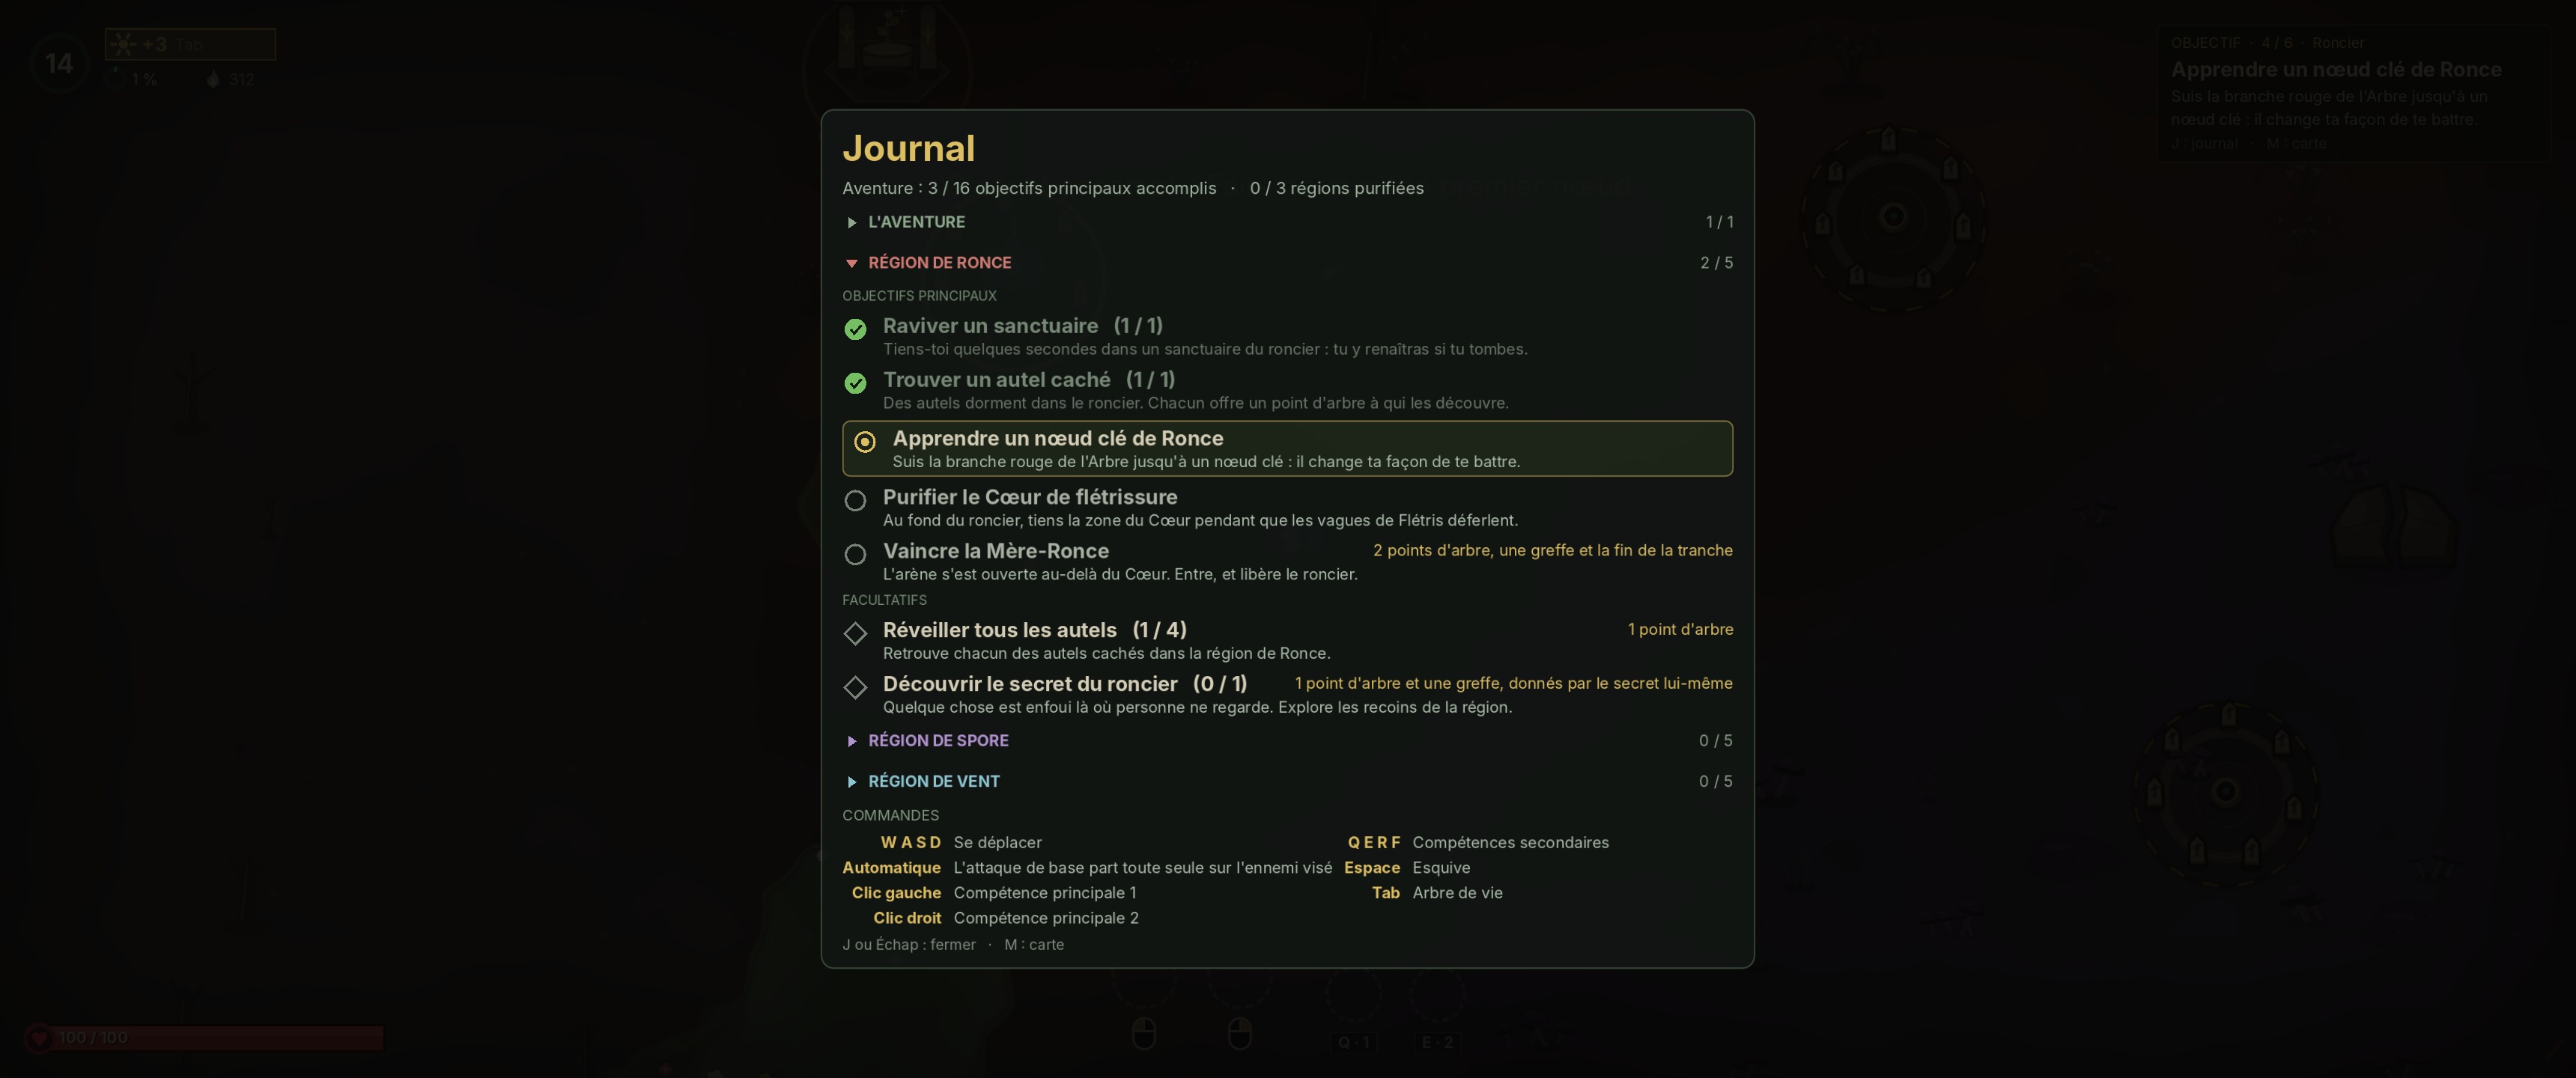 14
+3 Tab
1 %
312
OBJECTIF · 4 / 6 · Roncier
Apprendre un nœud clé de Ronce
Suis la branche rouge de l'Arbre jusqu'à un
nœud clé : il change ta façon de te battre.
J : journal · M : carte
Journal
Aventure : 3 / 16 objectifs principaux accomplis · 0 / 3 régions purifiées
premier nœud
L'AVENTURE 1 / 1
RÉGION DE RONCE 2 / 5
OBJECTIFS PRINCIPAUX
Raviver un sanctuaire (1 / 1)
Tiens-toi quelques secondes dans un sanctuaire du roncier : tu y renaîtras si tu tombes.
Trouver un autel caché (1 / 1)
Des autels dorment dans le roncier. Chacun offre un point d'arbre à qui les découvre.
Apprendre un nœud clé de Ronce
Suis la branche rouge de l'Arbre jusqu'à un nœud clé : il change ta façon de te battre.
Purifier le Cœur de flétrissure
Au fond du roncier, tiens la zone du Cœur pendant que les vagues de Flétris déferlent.
Vaincre la Mère-Ronce 2 points d'arbre, une greffe et la fin de la tranche
L'arène s'est ouverte au-delà du Cœur. Entre, et libère le roncier.
FACULTATIFS
Réveiller tous les autels (1 / 4) 1 point d'arbre
Retrouve chacun des autels cachés dans la région de Ronce.
Découvrir le secret du roncier (0 / 1) 1 point d'arbre et une greffe, donnés par le secret lui-même
Quelque chose est enfoui là où personne ne regarde. Explore les recoins de la région.
RÉGION DE SPORE 0 / 5
RÉGION DE VENT 0 / 5
COMMANDES
W A S D Se déplacer Q E R F Compétences secondaires
Automatique L'attaque de base part toute seule sur l'ennemi visé Espace Esquive
Clic gauche Compétence principale 1 Tab Arbre de vie
Clic droit Compétence principale 2
J ou Échap : fermer · M : carte
100 / 100
Q · 1
E · 2